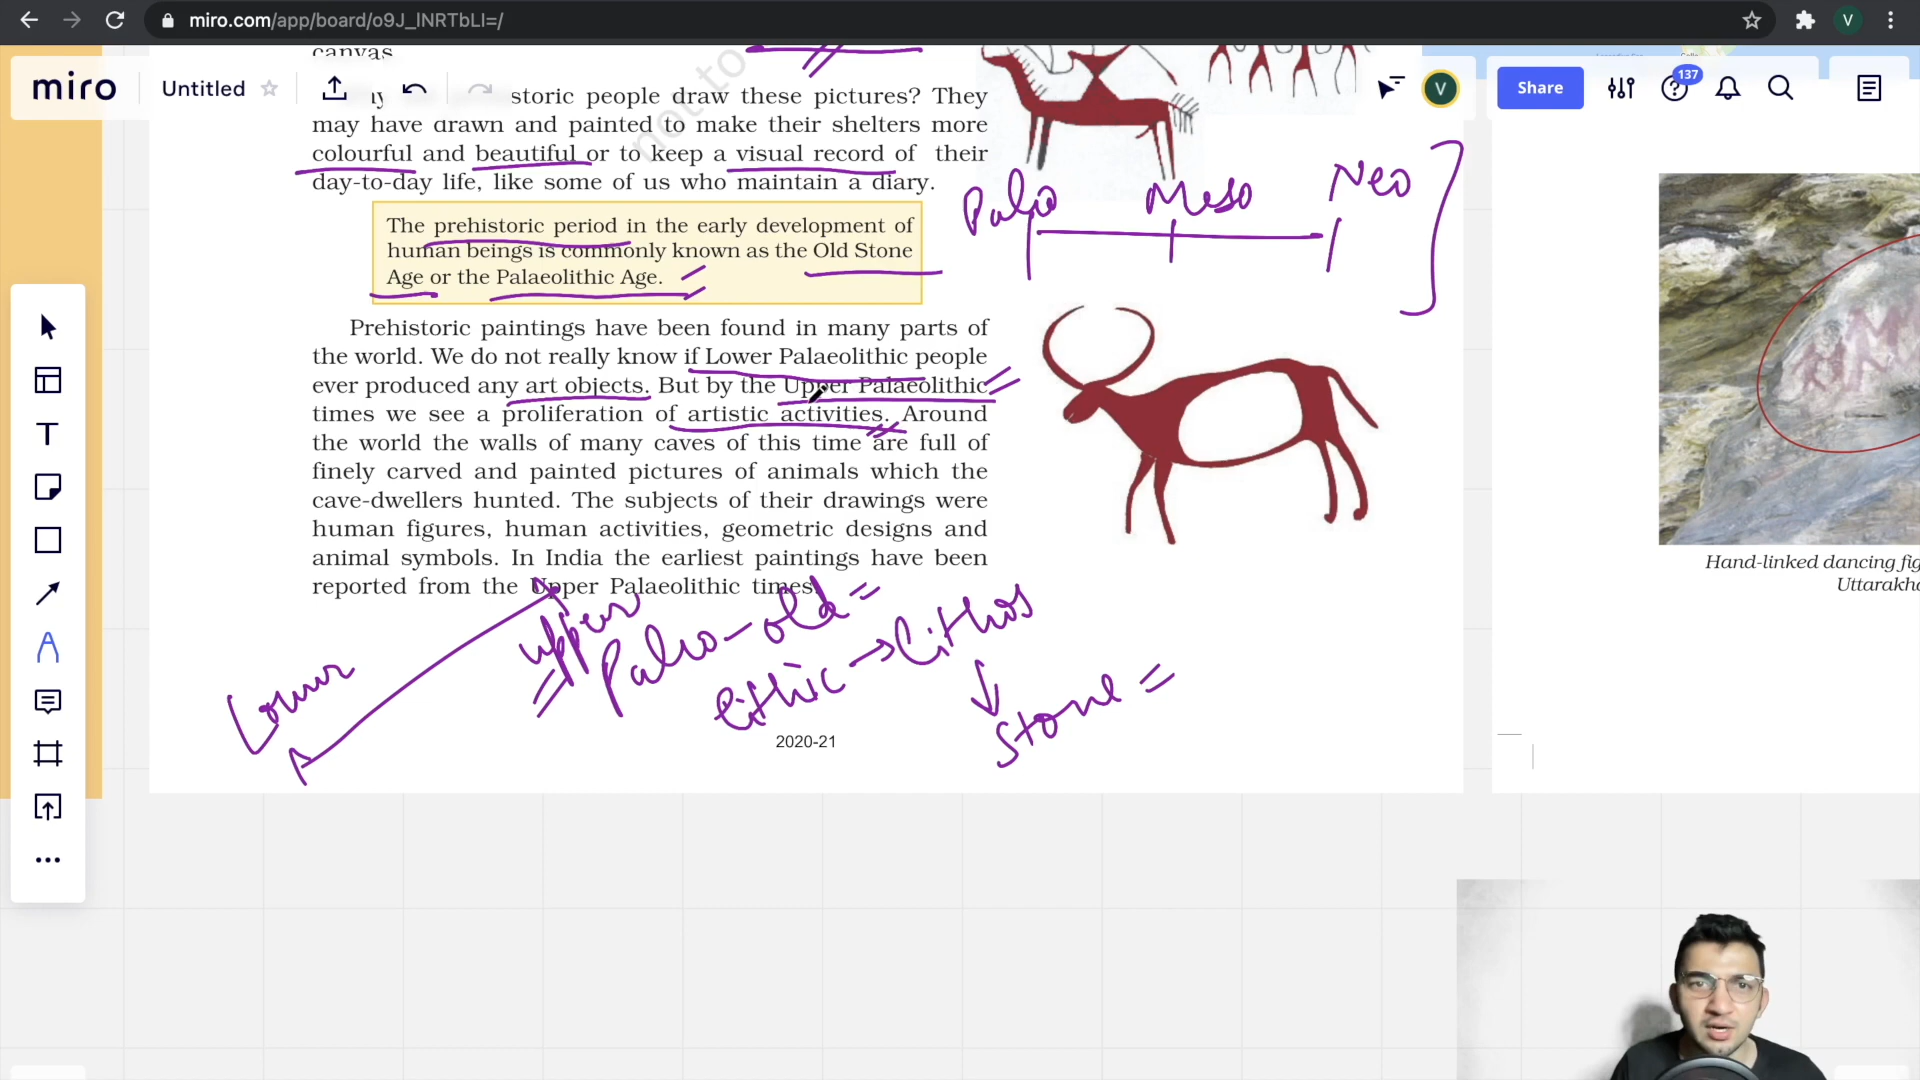 miro.com/app/board/o9J_lNRTbLI=/
V
miro
Untitled
V
Share
137
canvas
storic people draw these pictures? They
may have drawn and painted to make their shelters more
colourful and beautiful or to keep a visual record of their
day-to-day life, like some of us who maintain a diary.
not to
The prehistoric period in the early development of
human beings is commonly known as the Old Stone
Age or the Palaeolithic Age.
Palio
Meso
Neo
Prehistoric paintings have been found in many parts of
the world. We do not really know if Lower Palaeolithic people
ever produced any art objects. But by the Upper Palaeolithic
times we see a proliferation of artistic activities. Around
the world the walls of many caves of this time are full of
finely carved and painted pictures of animals which the
cave-dwellers hunted. The subjects of their drawings were
human figures, human activities, geometric designs and
animal symbols. In India the earliest paintings have been
reported from the Upper Palaeolithic times.
Lower
upper
Paleo-old =
lithic → Lithos
Stone =
2020-21
Hand-linked dancing fig
Uttarakha
T